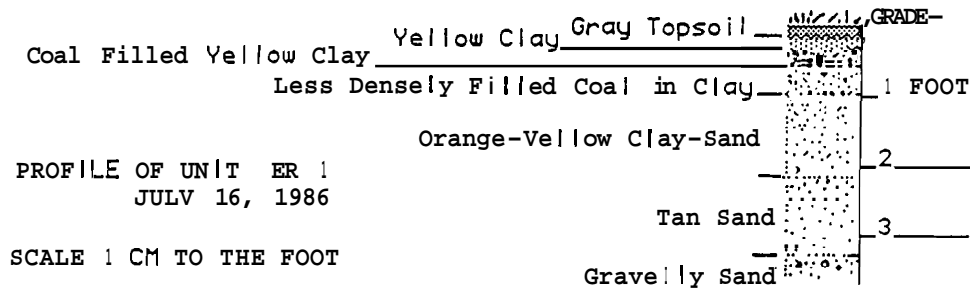 GRADE-
Yellow Clay Gray Topsoil
Coal Filled Yellow Clay
Less Densely Filled Coal in Clay 1 FOOT
Orange-Vellow Clay-Sand
2
PROFILE OF UNIT ER 1
JULV 16, 1986
Tan Sand
3
SCALE 1 CM TO THE FOOT
Gravelly Sand